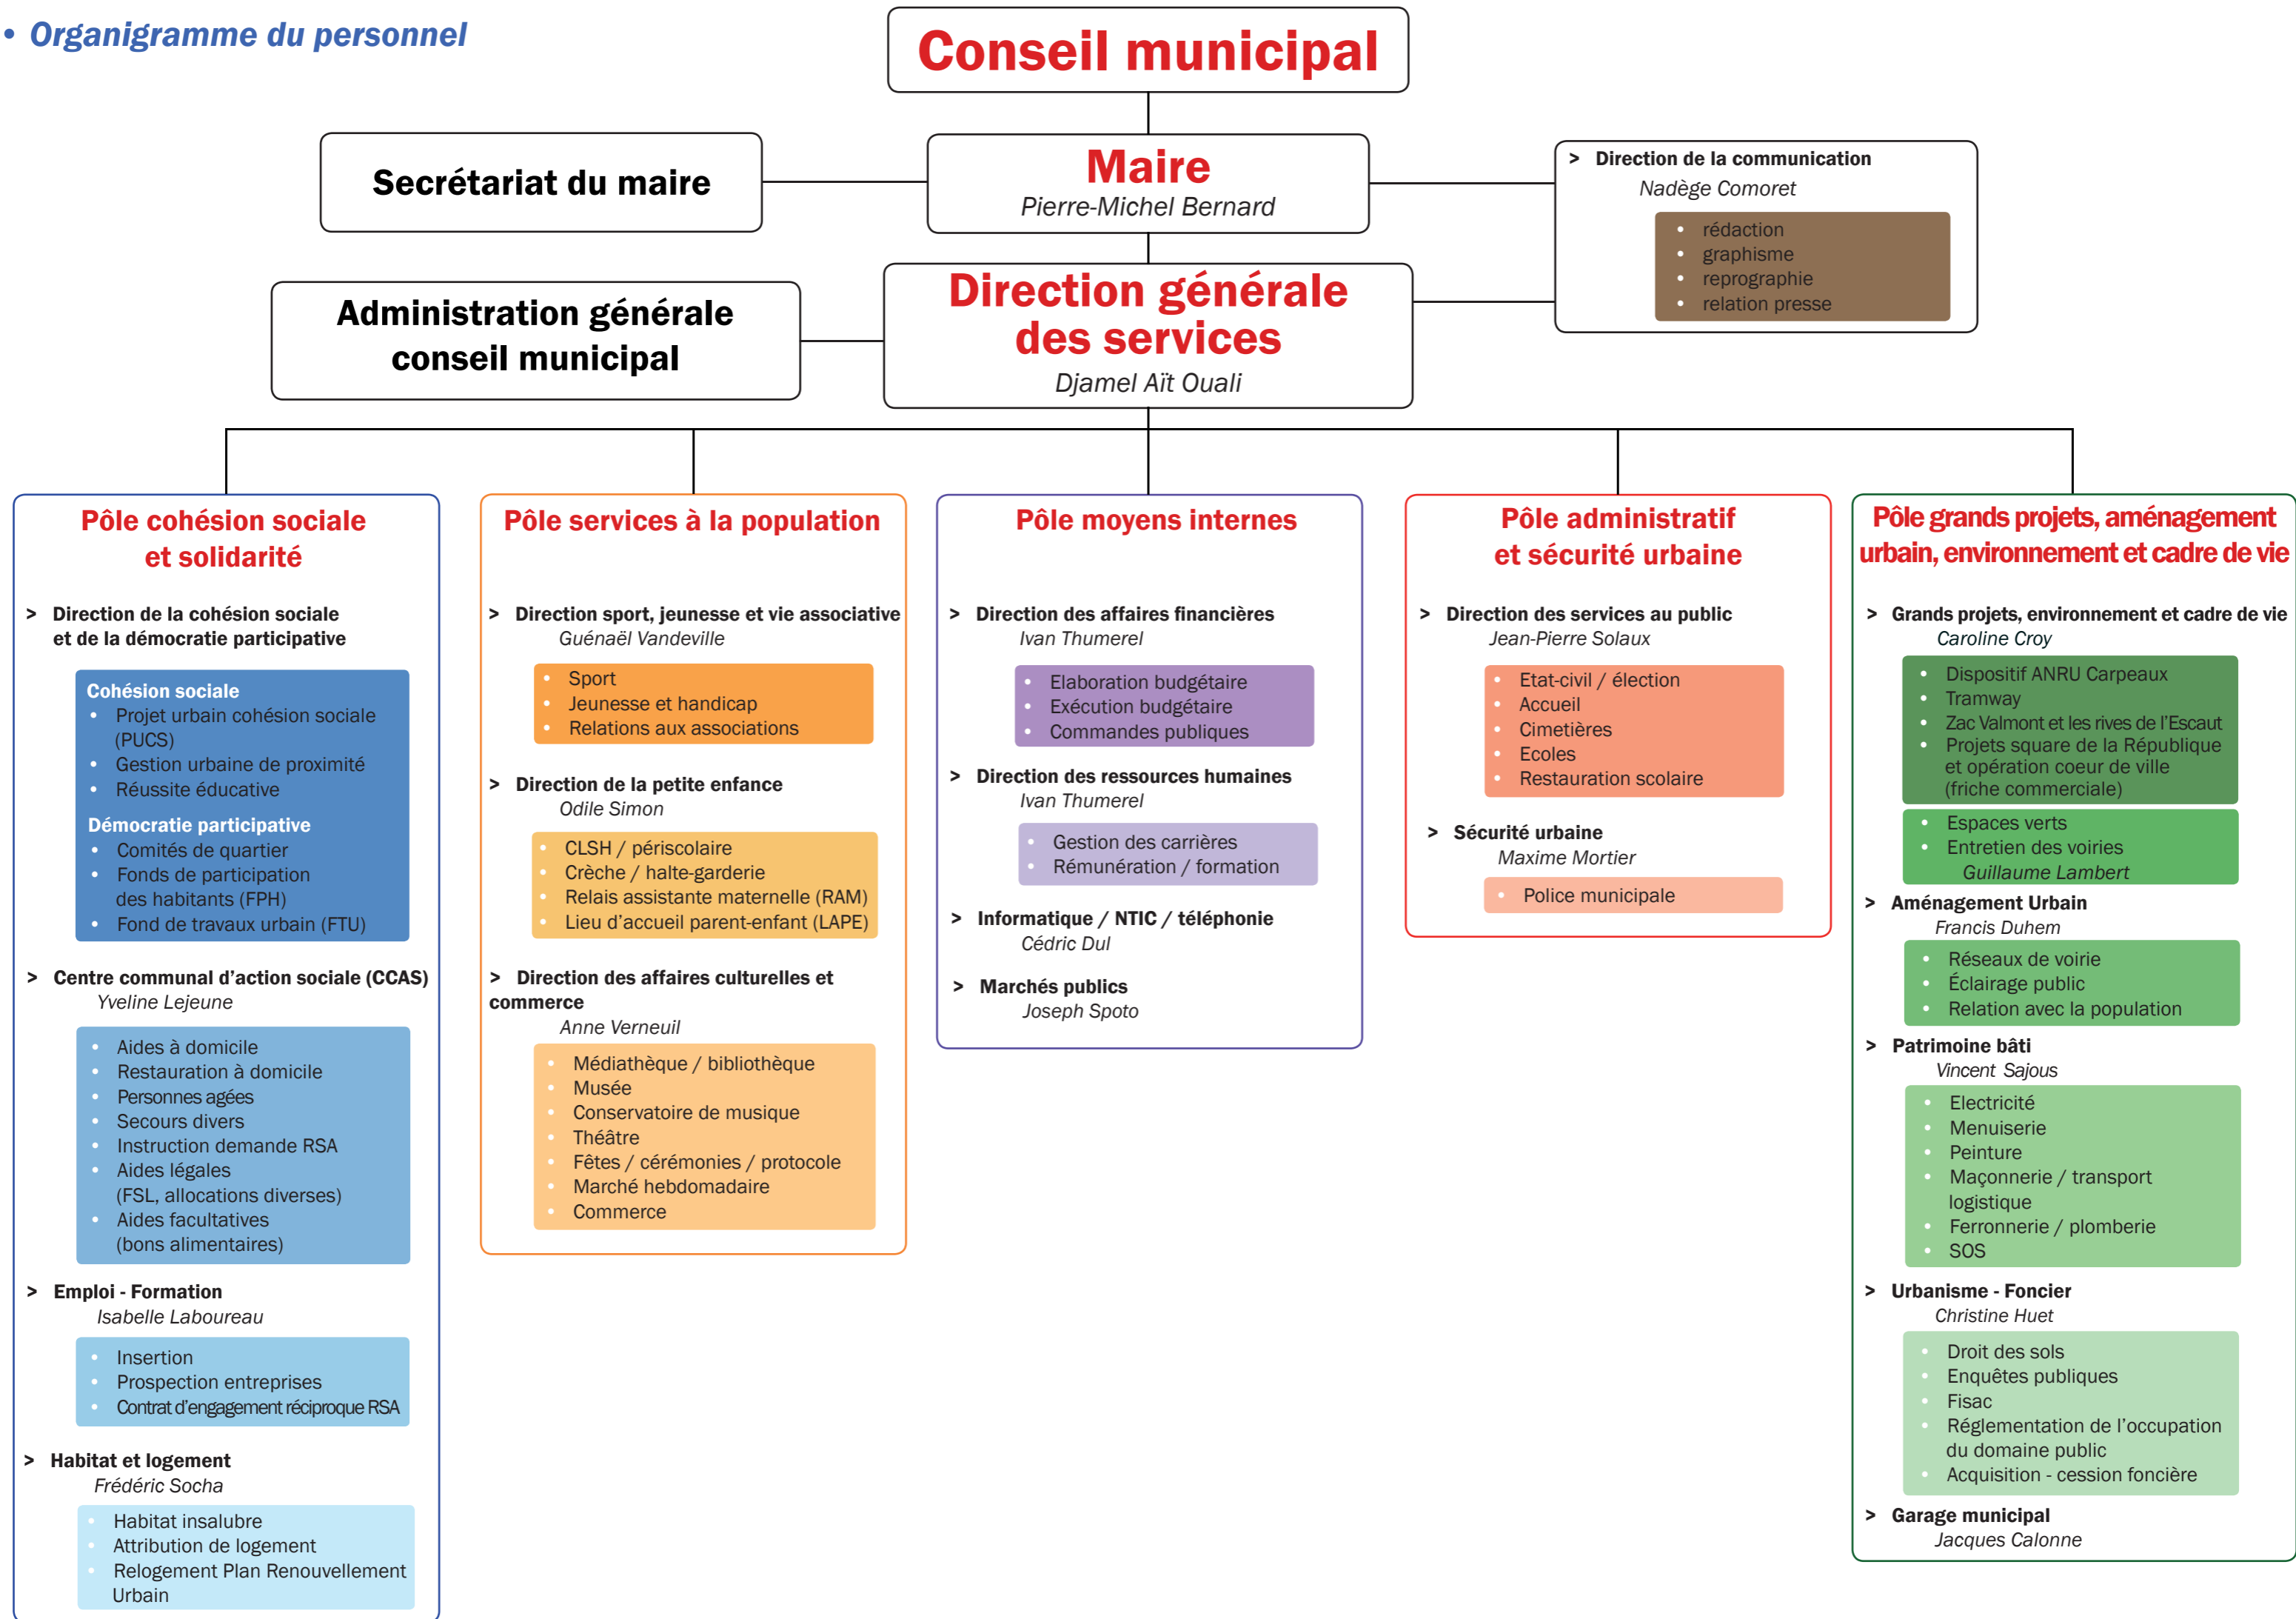 • Organigramme du personnel
Conseil municipal
Secrétariat du maire
Maire
Pierre-Michel Bernard
> Direction de la communication
Nadège Comoret
• rédaction
• graphisme
• reprographie
• relation presse
Administration générale
conseil municipal
Direction générale
des services
Djamel Aït Ouali
Pôle cohésion sociale
et solidarité
> Direction de la cohésion sociale
et de la démocratie participative
Cohésion sociale
• Projet urbain cohésion sociale
(PUCS)
• Gestion urbaine de proximité
• Réussite éducative
Démocratie participative
• Comités de quartier
• Fonds de participation
des habitants (FPH)
• Fond de travaux urbain (FTU)
> Centre communal d'action sociale (CCAS)
Yveline Lejeune
• Aides à domicile
• Restauration à domicile
• Personnes agées
• Secours divers
• Instruction demande RSA
• Aides légales
(FSL, allocations diverses)
• Aides facultatives
(bons alimentaires)
> Emploi - Formation
Isabelle Laboureau
• Insertion
• Prospection entreprises
• Contrat d'engagement réciproque RSA
> Habitat et logement
Frédéric Socha
• Habitat insalubre
• Attribution de logement
• Relogement Plan Renouvellement
Urbain
Pôle services à la population
> Direction sport, jeunesse et vie associative
Guénaël Vandeville
• Sport
• Jeunesse et handicap
• Relations aux associations
> Direction de la petite enfance
Odile Simon
• CLSH / périscolaire
• Crèche / halte-garderie
• Relais assistante maternelle (RAM)
• Lieu d'accueil parent-enfant (LAPE)
> Direction des affaires culturelles et
commerce
Anne Verneuil
• Médiathèque / bibliothèque
• Musée
• Conservatoire de musique
• Théâtre
• Fêtes / cérémonies / protocole
• Marché hebdomadaire
• Commerce
Pôle moyens internes
> Direction des affaires financières
Ivan Thumerel
• Elaboration budgétaire
• Exécution budgétaire
• Commandes publiques
> Direction des ressources humaines
Ivan Thumerel
• Gestion des carrières
• Rémunération / formation
> Informatique / NTIC / téléphonie
Cédric Dul
> Marchés publics
Joseph Spoto
Pôle administratif
et sécurité urbaine
> Direction des services au public
Jean-Pierre Solaux
• Etat-civil / élection
• Accueil
• Cimetières
• Ecoles
• Restauration scolaire
> Sécurité urbaine
Maxime Mortier
• Police municipale
Pôle grands projets, aménagement
urbain, environnement et cadre de vie
> Grands projets, environnement et cadre de vie
Caroline Croy
• Dispositif ANRU Carpeaux
• Tramway
• Zac Valmont et les rives de l'Escaut
• Projets square de la République
et opération coeur de ville
(friche commerciale)
• Espaces verts
• Entretien des voiries
Guillaume Lambert
> Aménagement Urbain
Francis Duhem
• Réseaux de voirie
• Éclairage public
• Relation avec la population
> Patrimoine bâti
Vincent Sajous
• Electricité
• Menuiserie
• Peinture
• Maçonnerie / transport
logistique
• Ferronnerie / plomberie
• SOS
> Urbanisme - Foncier
Christine Huet
• Droit des sols
• Enquêtes publiques
• Fisac
• Réglementation de l'occupation
du domaine public
• Acquisition - cession foncière
> Garage municipal
Jacques Calonne